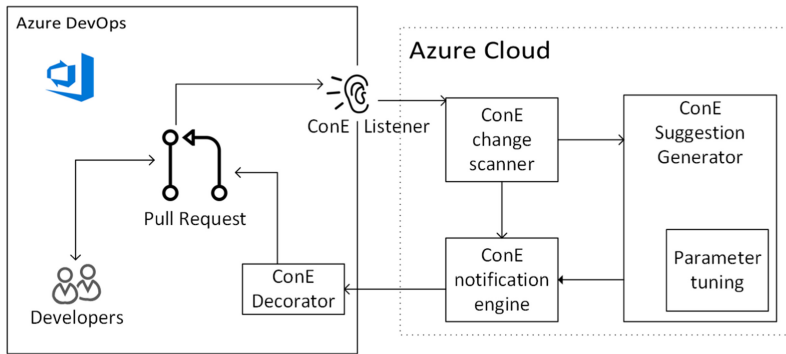 Azure DevOps
Azure Cloud
ConE Listener
ConE
change
scanner
ConE
Suggestion
Generator
Pull Request
ConE
Decorator
ConE
notification
engine
Parameter
tuning
Developers